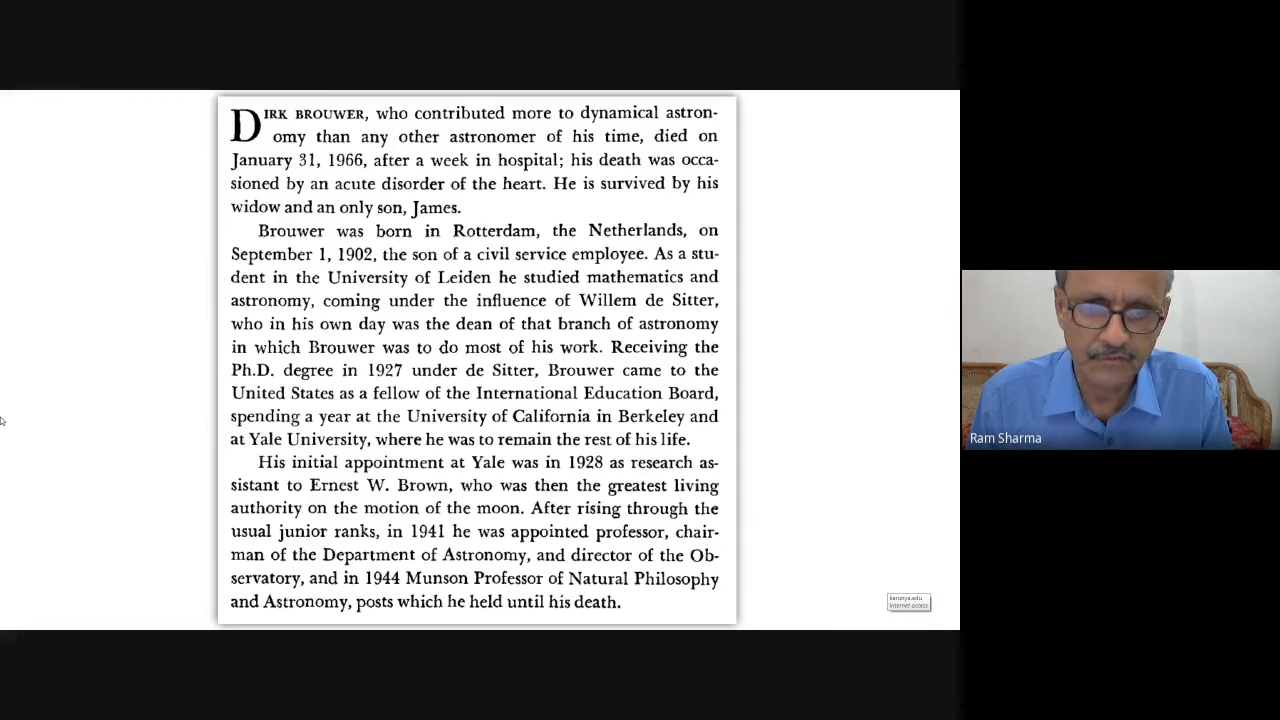 DIRK BROUWER, who contributed more to dynamical astron-
omy than any other astronomer of his time, died on
January 31, 1966, after a week in hospital; his death was occa-
sioned by an acute disorder of the heart. He is survived by his
widow and an only son, James.
Brouwer was born in Rotterdam, the Netherlands, on
September 1, 1902, the son of a civil service employee. As a stu-
dent in the University of Leiden he studied mathematics and
astronomy, coming under the influence of Willem de Sitter,
who in his own day was the dean of that branch of astronomy
in which Brouwer was to do most of his work. Receiving the
Ph.D. degree in 1927 under de Sitter, Brouwer came to the
United States as a fellow of the International Education Board,
spending a year at the University of California in Berkeley and
at Yale University, where he was to remain the rest of his life.
His initial appointment at Yale was in 1928 as research as-
sistant to Ernest W. Brown, who was then the greatest living
authority on the motion of the moon. After rising through the
usual junior ranks, in 1941 he was appointed professor, chair-
man of the Department of Astronomy, and director of the Ob-
servatory, and in 1944 Munson Professor of Natural Philosophy
and Astronomy, posts which he held until his death.
karunya.edu
Internet access
Ram Sharma